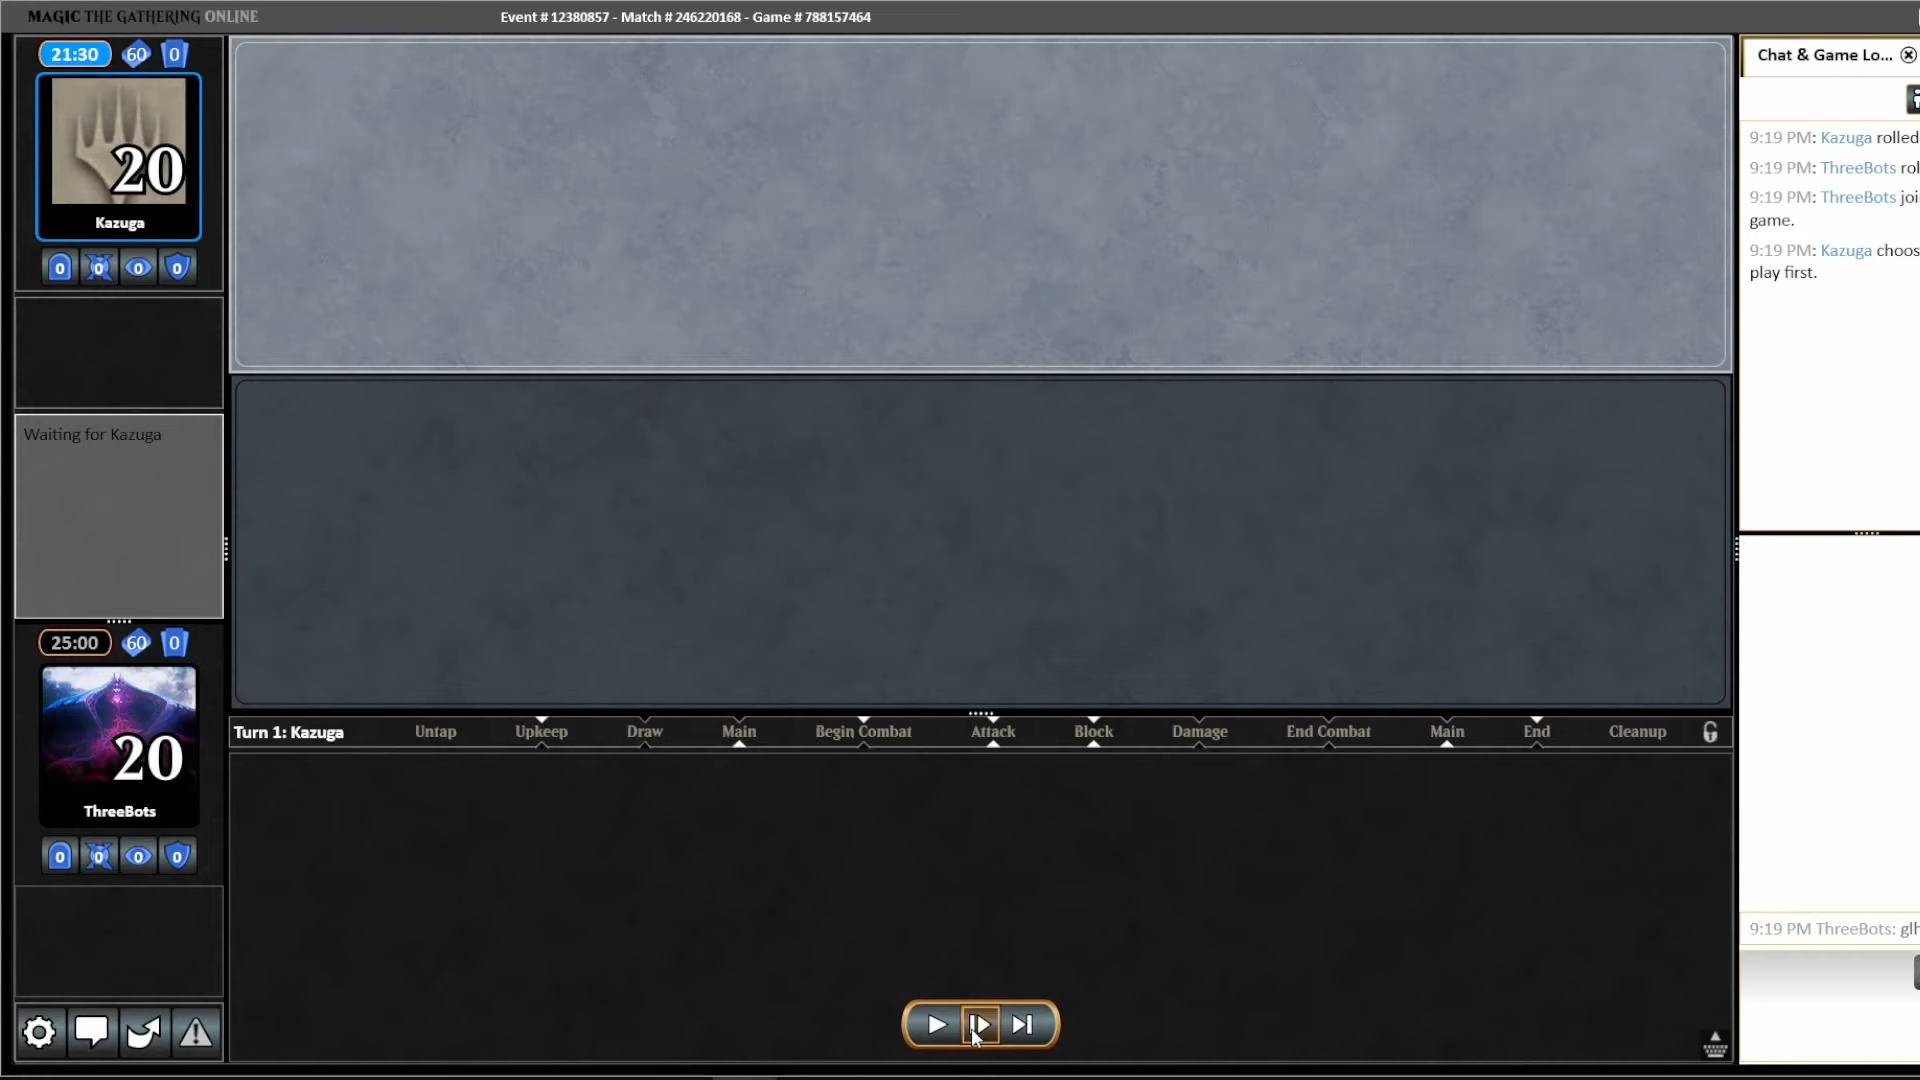 MAGIC THE GATHERING ONLINE
Event # 12380857 - Match # 246220168 - Game # 788157464
21:30 60 0
20
Kazuga
0 0 0 0
Waiting for Kazuga
25:00 60 0
20
ThreeBots
0 0 0 0
Turn 1: Kazuga Untap Upkeep Draw Main Begin Combat Attack Block Damage End Combat Main End Cleanup
Chat & Game Lo...
9:19 PM: Kazuga rolled
9:19 PM: ThreeBots rol
9:19 PM: ThreeBots joi
game.
9:19 PM: Kazuga choos
play first.
9:19 PM ThreeBots: glh